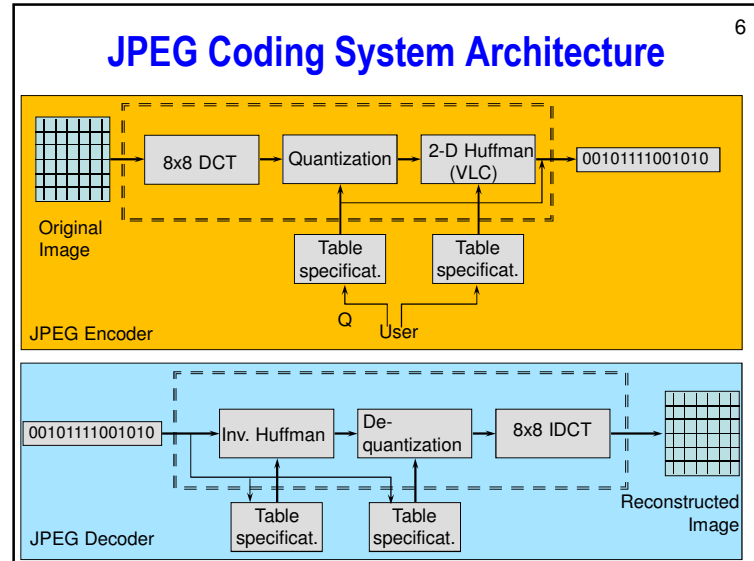 6
JPEG Coding System Architecture
8x8 DCT
Quantization
2-D Huffman
(VLC)
00101111001010
Original
Image
Table
specificat.
Table
specificat.
Q
User
JPEG Encoder
00101111001010
Inv. Huffman
De-
quantization
8x8 IDCT
Reconstructed
Image
Table
specificat.
Table
specificat.
JPEG Decoder